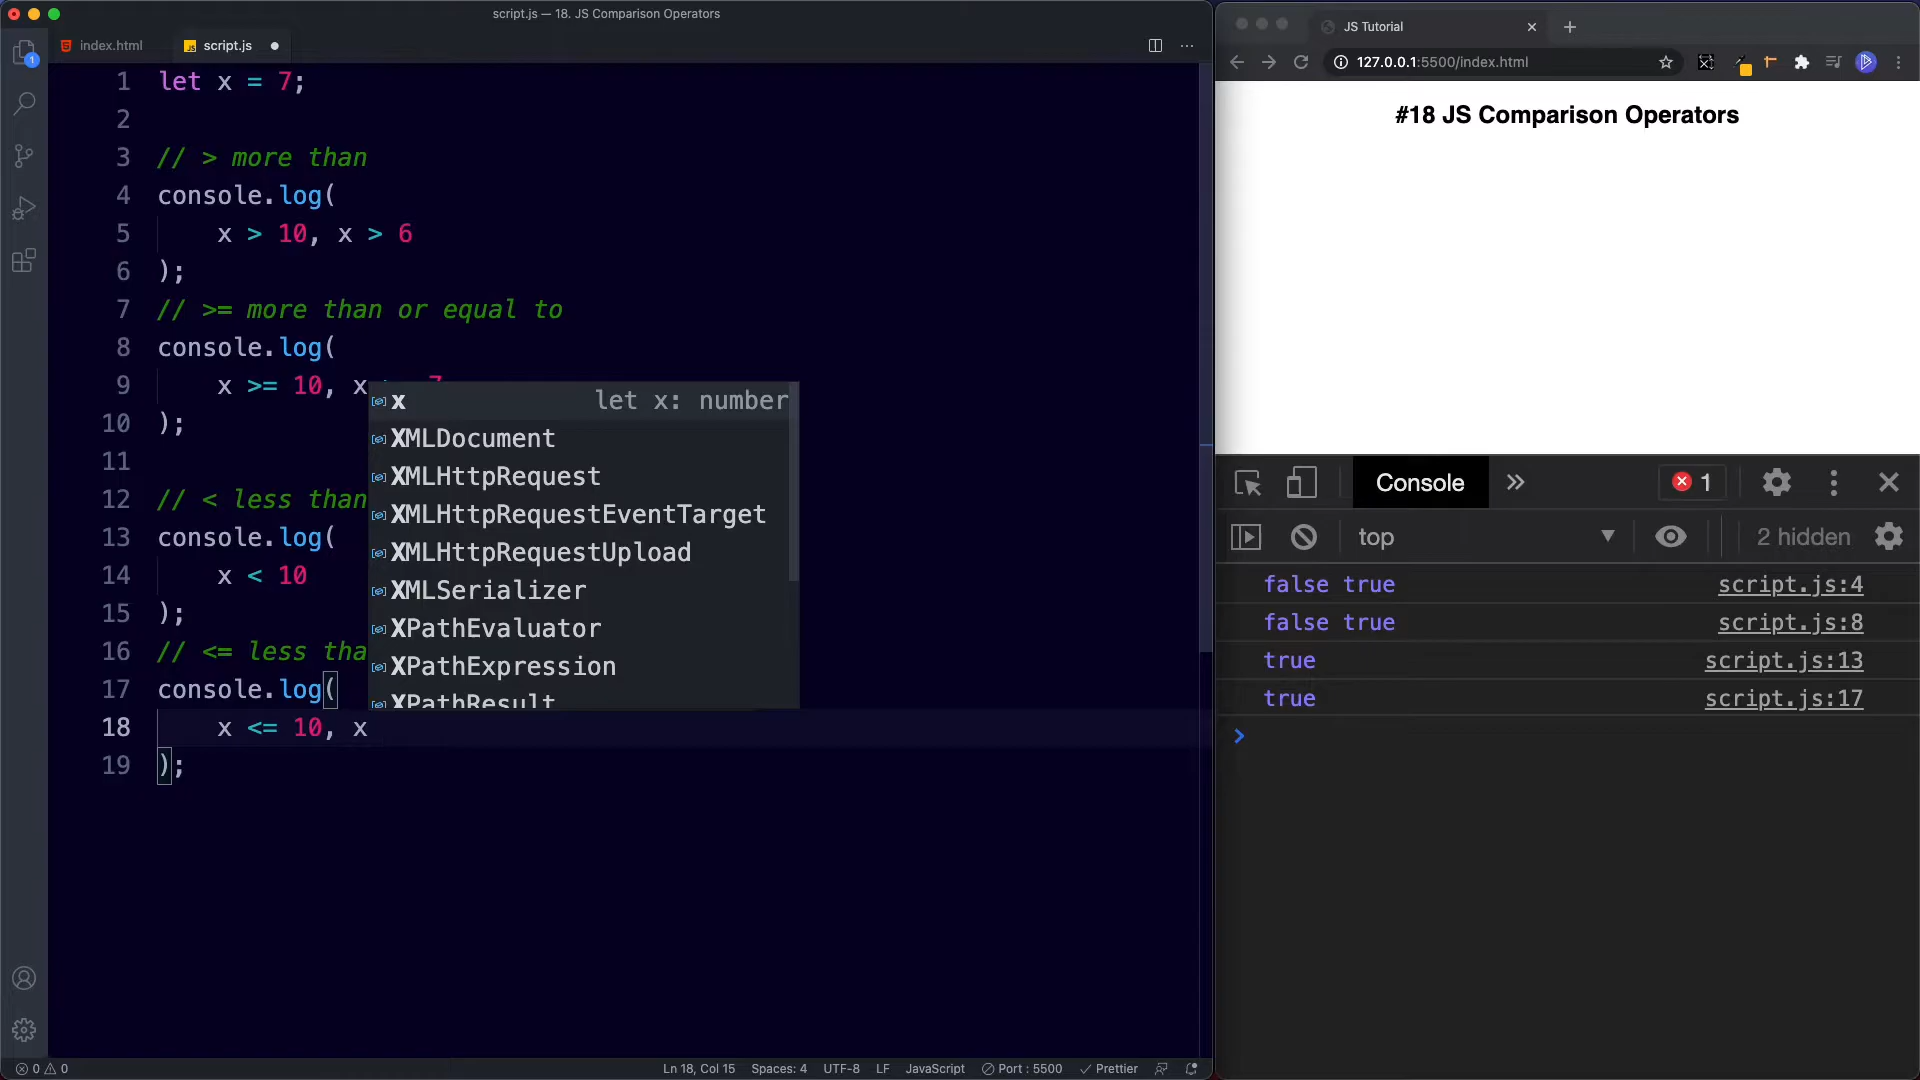 script.js — 18. JS Comparison Operators
index.html
script.js
1 let x = 7;
2
3 // > more than
4 console.log(
5 x > 10, x > 6
6 );
7 // >= more than or equal to
8 console.log(
9 x >= 10, x
10 );
11
12 // < less than
13 console.log(
14 x < 10
15 );
16 // <= less tha
17 console.log(
18 x <= 10, x
19 );
x let x: number
XMLDocument
XMLHttpRequest
XMLHttpRequestEventTarget
XMLHttpRequestUpload
XMLSerializer
XPathEvaluator
XPathExpression
XPathResult
1
0 0
Ln 18, Col 15 Spaces: 4 UTF-8 LF JavaScript Port : 5500 Prettier
JS Tutorial
127.0.0.1:5500/index.html
#18 JS Comparison Operators
Console » 1
top 2 hidden
false true script.js:4
false true script.js:8
true script.js:13
true script.js:17